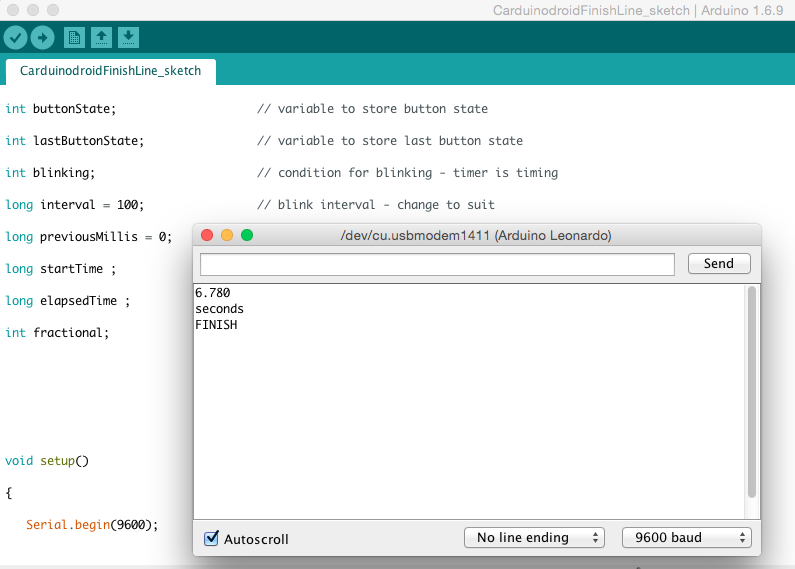 CarduinodroidFinishLine_sketch | Arduino 1.6.9
CarduinodroidFinishLine_sketch
int buttonState; // variable to store button state
int lastButtonState; // variable to store last button state
int blinking; // condition for blinking - timer is timing
long interval = 100; // blink interval - change to suit
long previousMillis = 0;
long startTime ;
long elapsedTime ;
int fractional;
void setup()
{
Serial.begin(9600);
/dev/cu.usbmodem1411 (Arduino Leonardo)
Send
6.780
seconds
FINISH
Autoscroll
No line ending
9600 baud